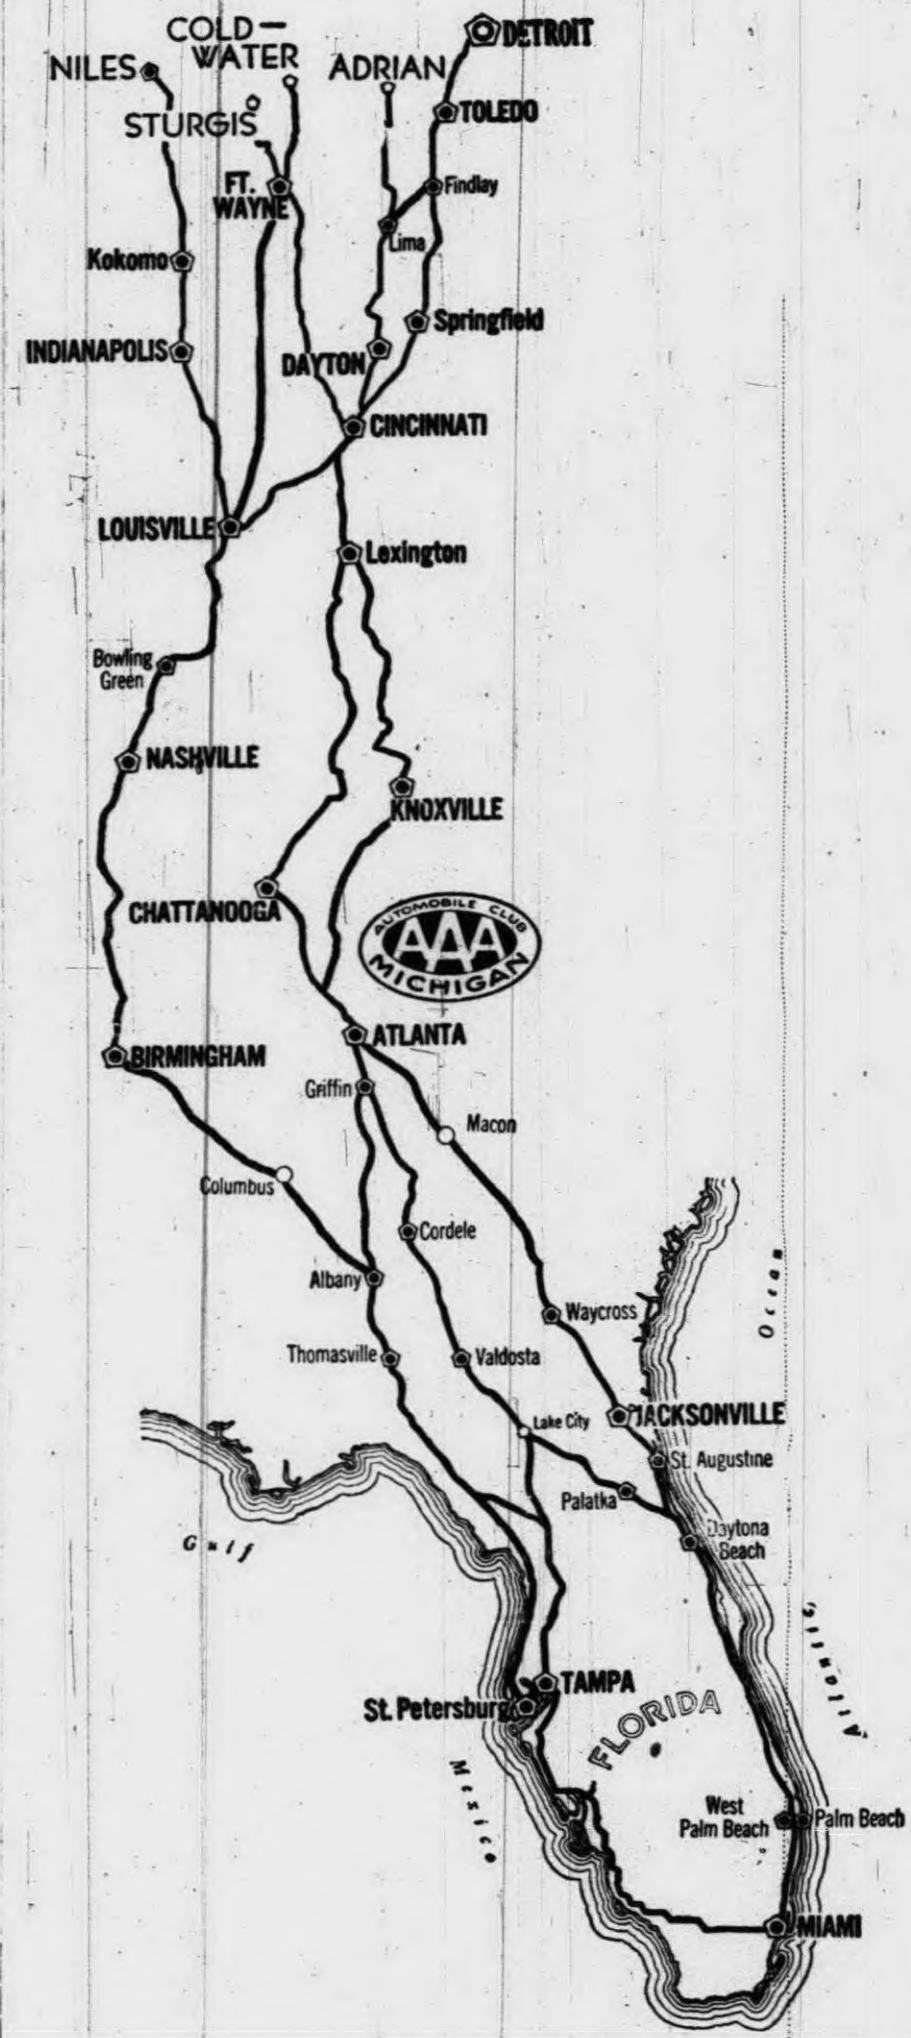 COLD-
WATER
NILES
ADRIAN
DETROIT
STURGIS
TOLEDO
FT.
WAYNE
Findlay
Lima
Kokomo
Springfield
INDIANAPOLIS
DAYTON
CINCINNATI
LOUISVILLE
Lexington
Bowling
Green
NASHVILLE
KNOXVILLE
CHATTANOOGA
AUTOMOBILE CLUB
AAA
MICHIGAN
ATLANTA
BIRMINGHAM
Griffin
Macon
Columbus
Cordele
Albany
Waycross
Thomasville
Valdosta
Ocean
JACKSONVILLE
Lake City
St. Augustine
Palatka
Daytona
Beach
Gulf
Atlantic
TAMPA
St. Petersburg
FLORIDA
Mexico
West
Palm Beach
Palm Beach
MIAMI